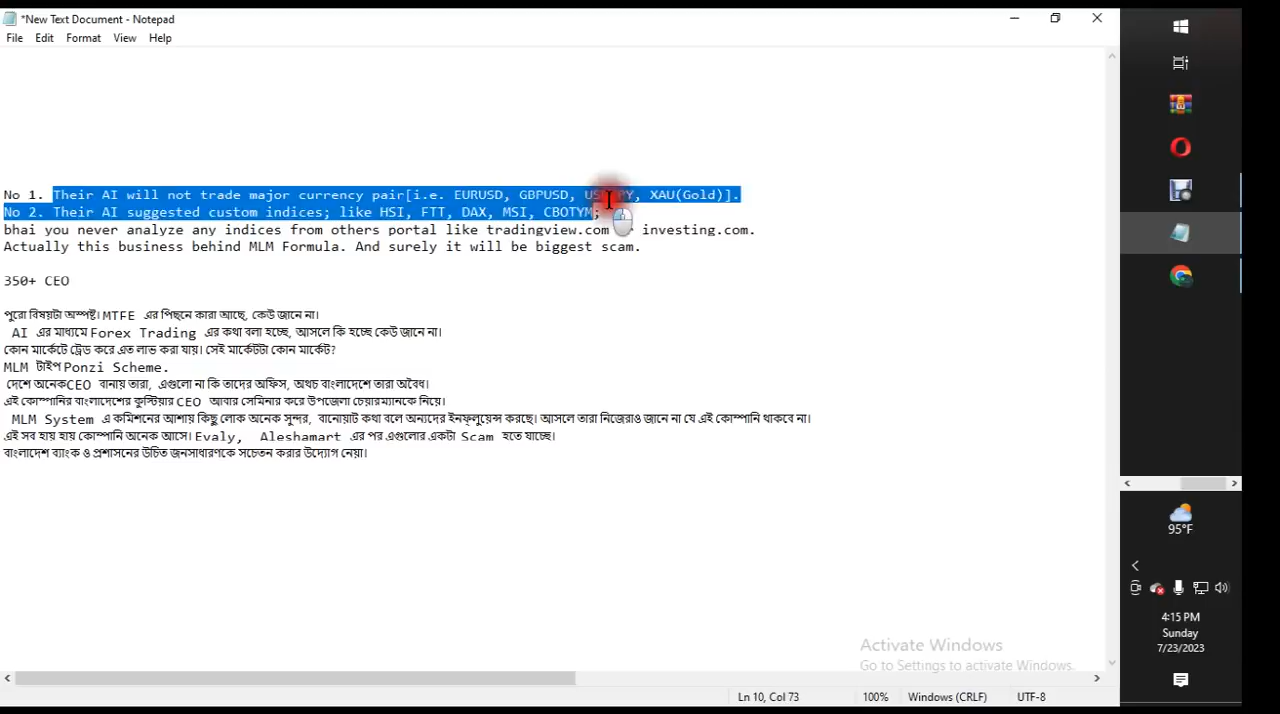 *New Text Document - Notepad
File Edit Format View Help
No 1. Their AI will not trade major currency pair[i.e. EURUSD, GBPUSD, XAU(Gold)].
No 2. Their AI suggested custom indices; like HSI, FTT, DAX, MSI, CBOTYM;
bhai you never analyze any indices from others portal like tradingview.com investing.com.
Actually this business behind MLM Formula. And surely it will be biggest scam.
350+ CEO
পুরো বিষয়টা অস্পষ্ট। MTFE এর পিছনে কারা আছে, কেউ জানে না।
AI এর মাধ্যমে Forex Trading এর কথা বলা হচ্ছে, আসলে কি হচ্ছে কেউ জানে না।
কোন মার্কেটে ট্রেড করে এত লাভ করা যায়। সেই মার্কেটটা কোন মার্কেট?
MLM টাইপ Ponzi Scheme.
দেশে অনেকCEO বানায় তারা, এগুলো না কি তাদের অফিস, অথচ বাংলাদেশে তারা অবৈধ।
এই কোম্পানির বাংলাদেশের কুস্টিয়ার CEO আবার সেমিনার করে উপজেলা চেয়ারম্যানকে নিয়ে।
MLM System এ কমিশনের আশায় কিছু লোক অনেক সুন্দর, বানোয়াট কথা বলে অন্যদের ইনফ্লুয়েন্স করছে। আসলে তারা নিজেরাও জানে না যে এই কোম্পানি থাকবে না।
এই সব হায় হায় কোম্পানি অনেক আসে। Evaly, Aleshamart এর পর এগুলোর একটা Scam হতে যাচ্ছে।
বাংলাদেশ ব্যাংক ও প্রশাসনের উচিত জনসাধারণকে সচেতন করার উদ্যোগ নেয়া।
95°F
4:15 PM
Sunday
7/23/2023
Activate Windows
Go to Settings to activate Windows.
Ln 10, Col 73 100% Windows (CRLF) UTF-8